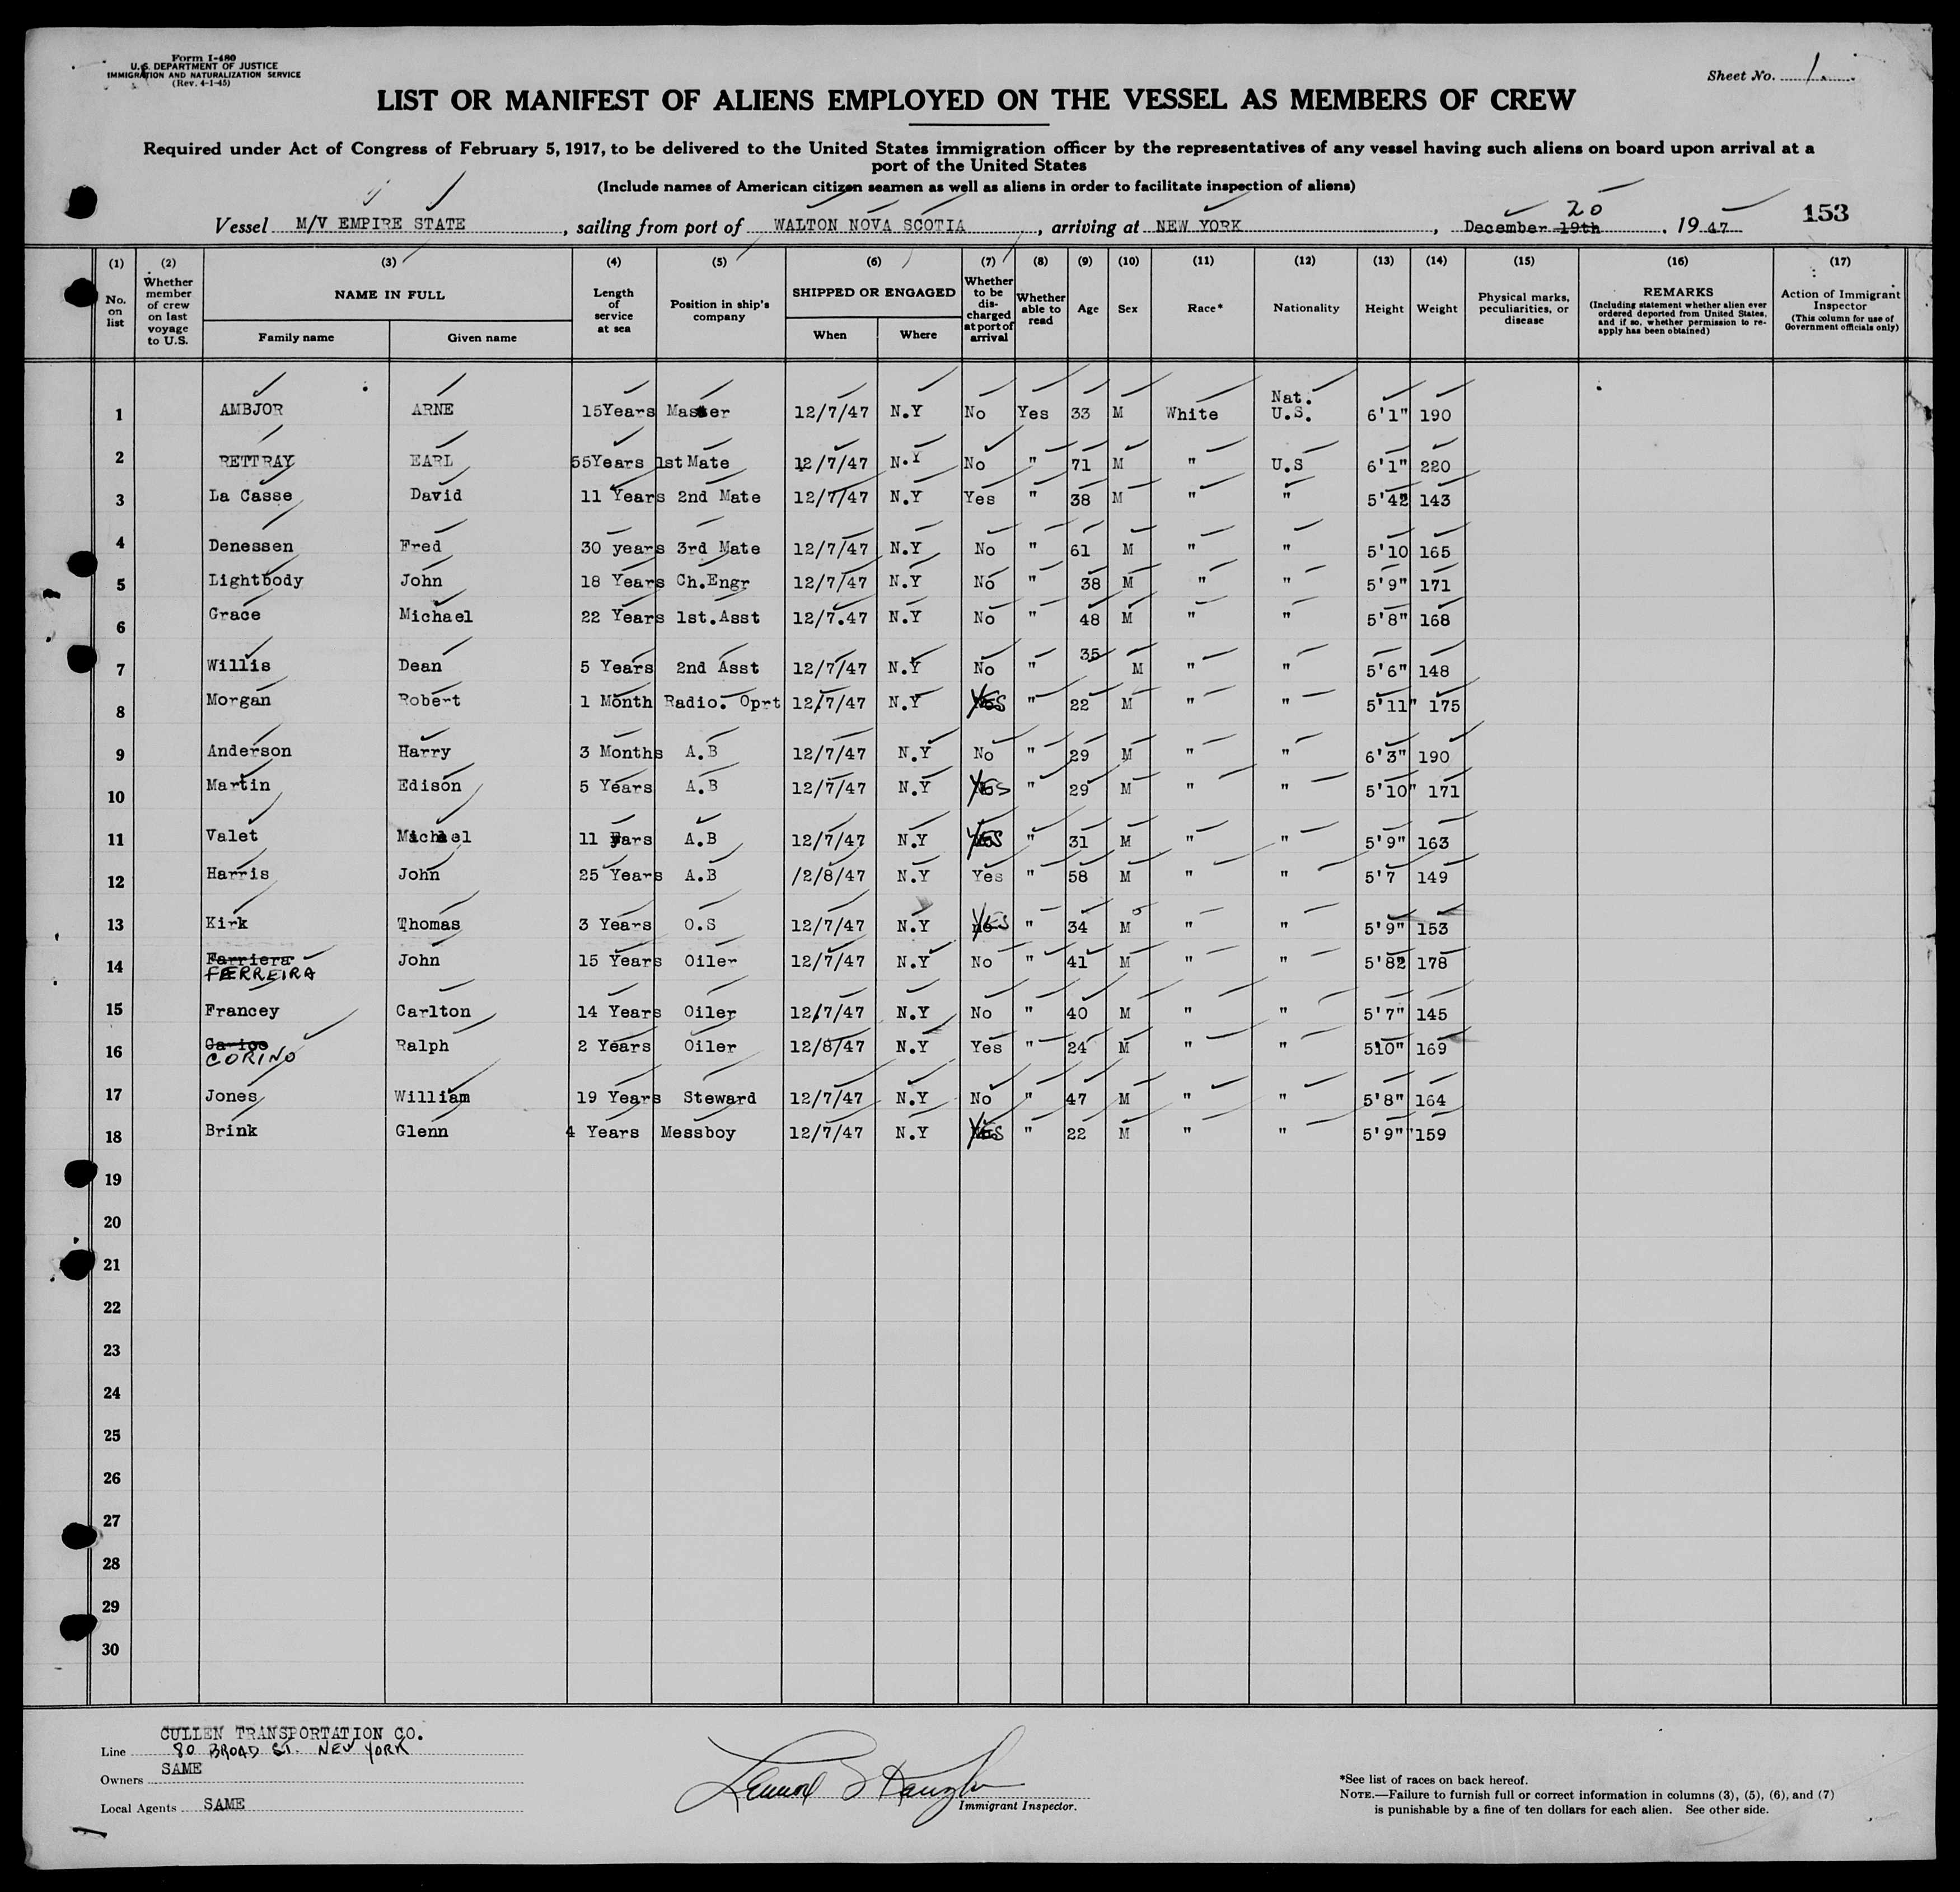 Form I-480
U.S. DEPARTMENT OF JUSTICE
IMMIGRATION AND NATURALIZATION SERVICE
(Rev. 4-1-45)
Sheet No. 1.
LIST OR MANIFEST OF ALIENS EMPLOYED ON THE VESSEL AS MEMBERS OF CREW
Required under Act of Congress of February 5, 1917, to be delivered to the United States immigration officer by the representatives of any vessel having such aliens on board upon arrival at a
port of the United States
(Include names of American citizen seamen as well as aliens in order to facilitate inspection of aliens)
Vessel M/V EMPIRE STATE, sailing from port of WALTON NOVA SCOTIA, arriving at NEW YORK, December 19th 20, 1947 153
(1) (2) (3) (4) (5) (6) (7) (8) (9) (10) (11) (12) (13) (14) (15) (16) (17)
No. on list
Whether member of crew on last voyage to U.S.
NAME IN FULL
Family name Given name
Length of service at sea
Position in ship's company
SHIPPED OR ENGAGED
When Where
Whether to be discharged at port of arrival
Whether able to read
Age
Sex
Race*
Nationality
Height
Weight
Physical marks, peculiarities, or disease
REMARKS
(Including statement whether alien ever ordered deported from United States, and if so, whether permission to reapply has been obtained)
Action of Immigrant Inspector
(This column for use of Government officials only)
1 AMBJOR ARNE 15Years Master 12/7/47 N.Y No Yes 33 M White Nat. U.S. 6'1" 190
2 RETTRAY EARL 55Years 1st Mate 12/7/47 N.Y No " 71 M " U.S 6'1" 220
3 La Casse David 11 Years 2nd Mate 12/7/47 N.Y Yes " 38 M " " 5'4½ 143
4 Denessen Fred 30 years 3rd Mate 12/7/47 N.Y No " 61 M " " 5'10 165
5 Lightbody John 18 Years Ch.Engr 12/7/47 N.Y No " 38 M " " 5'9" 171
6 Grace Michael 22 Years 1st.Asst 12/7.47 N.Y No " 48 M " " 5'8" 168
7 Willis Dean 5 Years 2nd Asst 12/7/47 N.Y No " 35 M " " 5'6" 148
8 Morgan Robert 1 Month Radio. Oprt 12/7/47 N.Y YES " 22 M " " 5'11" 175
9 Anderson Harry 3 Months A.B 12/7/47 N.Y No " 29 M " " 6'3" 190
10 Martin Edison 5 Years A.B 12/7/47 N.Y YES " 29 M " " 5'10" 171
11 Valet Michael 11 Years A.B 12/7/47 N.Y YES " 31 M " " 5'9" 163
12 Harris John 25 Years A.B /2/8/47 N.Y Yes " 58 M " " 5'7 149
13 Kirk Thomas 3 Years O.S 12/7/47 N.Y YES " 34 M " " 5'9" 153
14 Farriera FERREIRA John 15 Years Oiler 12/7/47 N.Y No " 41 M " " 5'8½ 178
15 Francey Carlton 14 Years Oiler 12/7/47 N.Y No " 40 M " " 5'7" 145
16 CORINO Ralph 2 Years Oiler 12/8/47 N.Y Yes " 24 M " " 510" 169
17 Jones William 19 Years Steward 12/7/47 N.Y No " 47 M " " 5'8" 164
18 Brink Glenn 4 Years Messboy 12/7/47 N.Y YES " 22 M " " 5'9" 159
19
20
21
22
23
24
25
26
27
28
29
30
CULLEN TRANSPORTATION CO.
Line 80 BROAD ST. NEW YORK
Owners SAME
Local Agents SAME
Immigrant Inspector.
*See list of races on back hereof.
NOTE.—Failure to furnish full or correct information in columns (3), (5), (6), and (7)
is punishable by a fine of ten dollars for each alien. See other side.